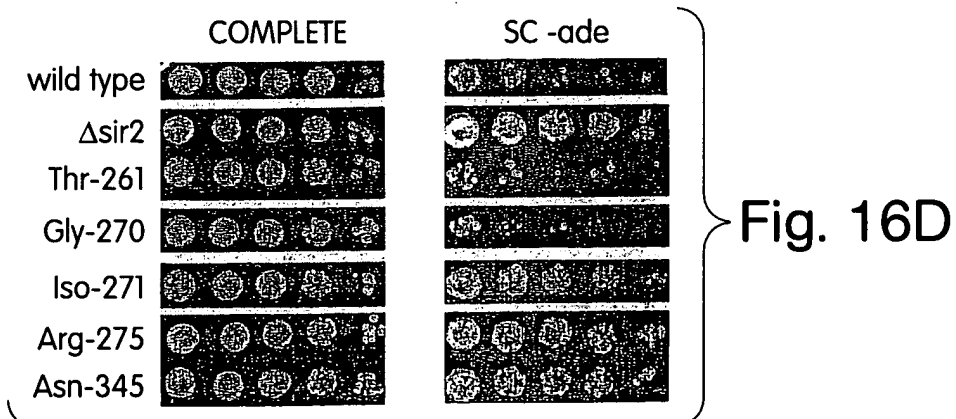 COMPLETE SC -ade
wild type
Δsir2
Thr-261
Gly-270
Iso-271
Arg-275
Asn-345
Fig. 16D